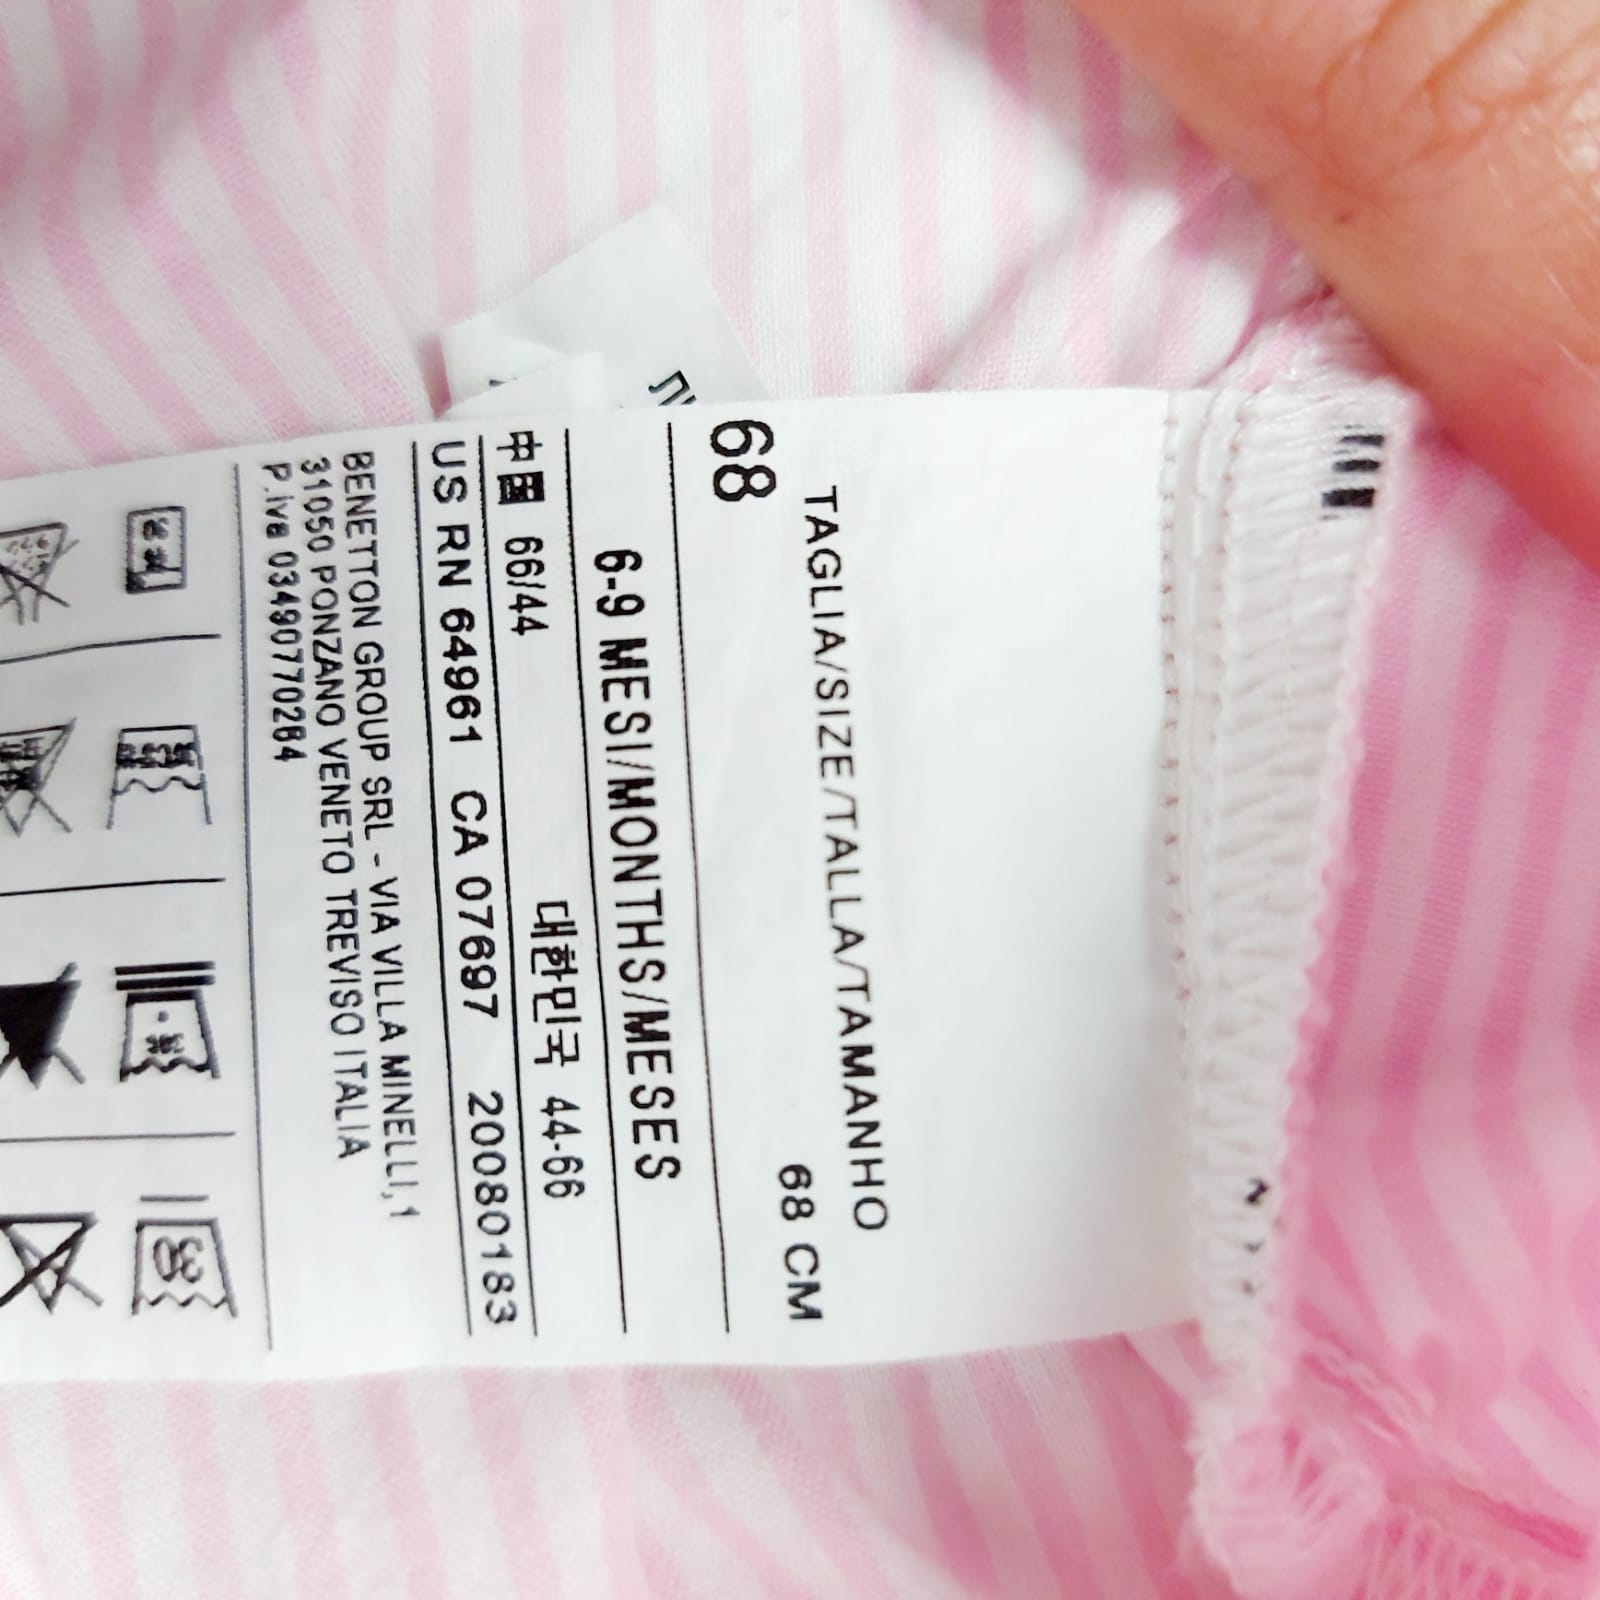 TAGLIA/SIZE/TALLA/TAMANHO
68 68 CM
6-9 MESI/MONTHS/MESES
中国 66/44 대한민국 44-66
US RN 64961 CA 07697 20080183
BENETTON GROUP SRL - VIA VILLA MINELLI, 1
31050 PONZANO VENETO TREVISO ITALIA
P.iva 03490770264